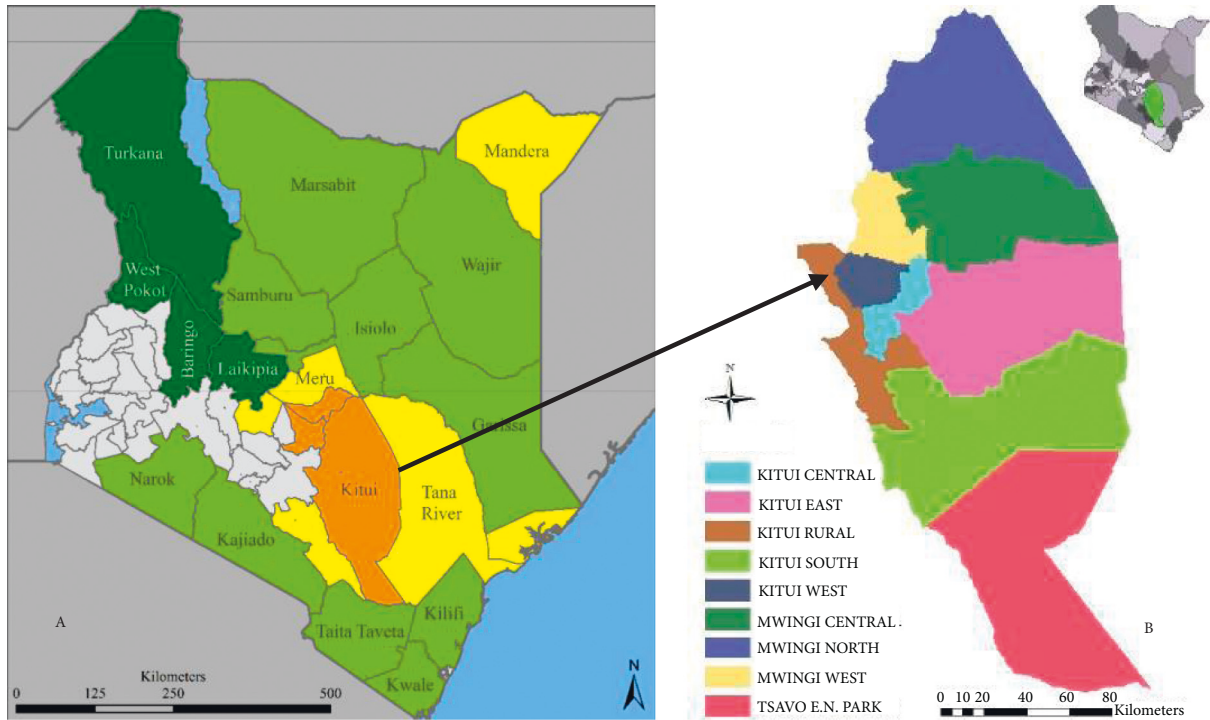 Turkana
Mandera
Marsabit
Wajir
West
Pokot
Samburu
Isiolo
Baringo
Laikipia
Meru
Garissa
Narok
Kitui
Tana
River
Kajiado
Kilifi
Taita Taveta
Kwale
A
Kilometers
0 125 250 500
N
N
KITUI CENTRAL
KITUI EAST
KITUI RURAL
KITUI SOUTH
KITUI WEST
MWINGI CENTRAL .
MWINGI NORTH
MWINGI WEST
TSAVO E.N. PARK
B
0 10 20 40 60 80
Kilometers